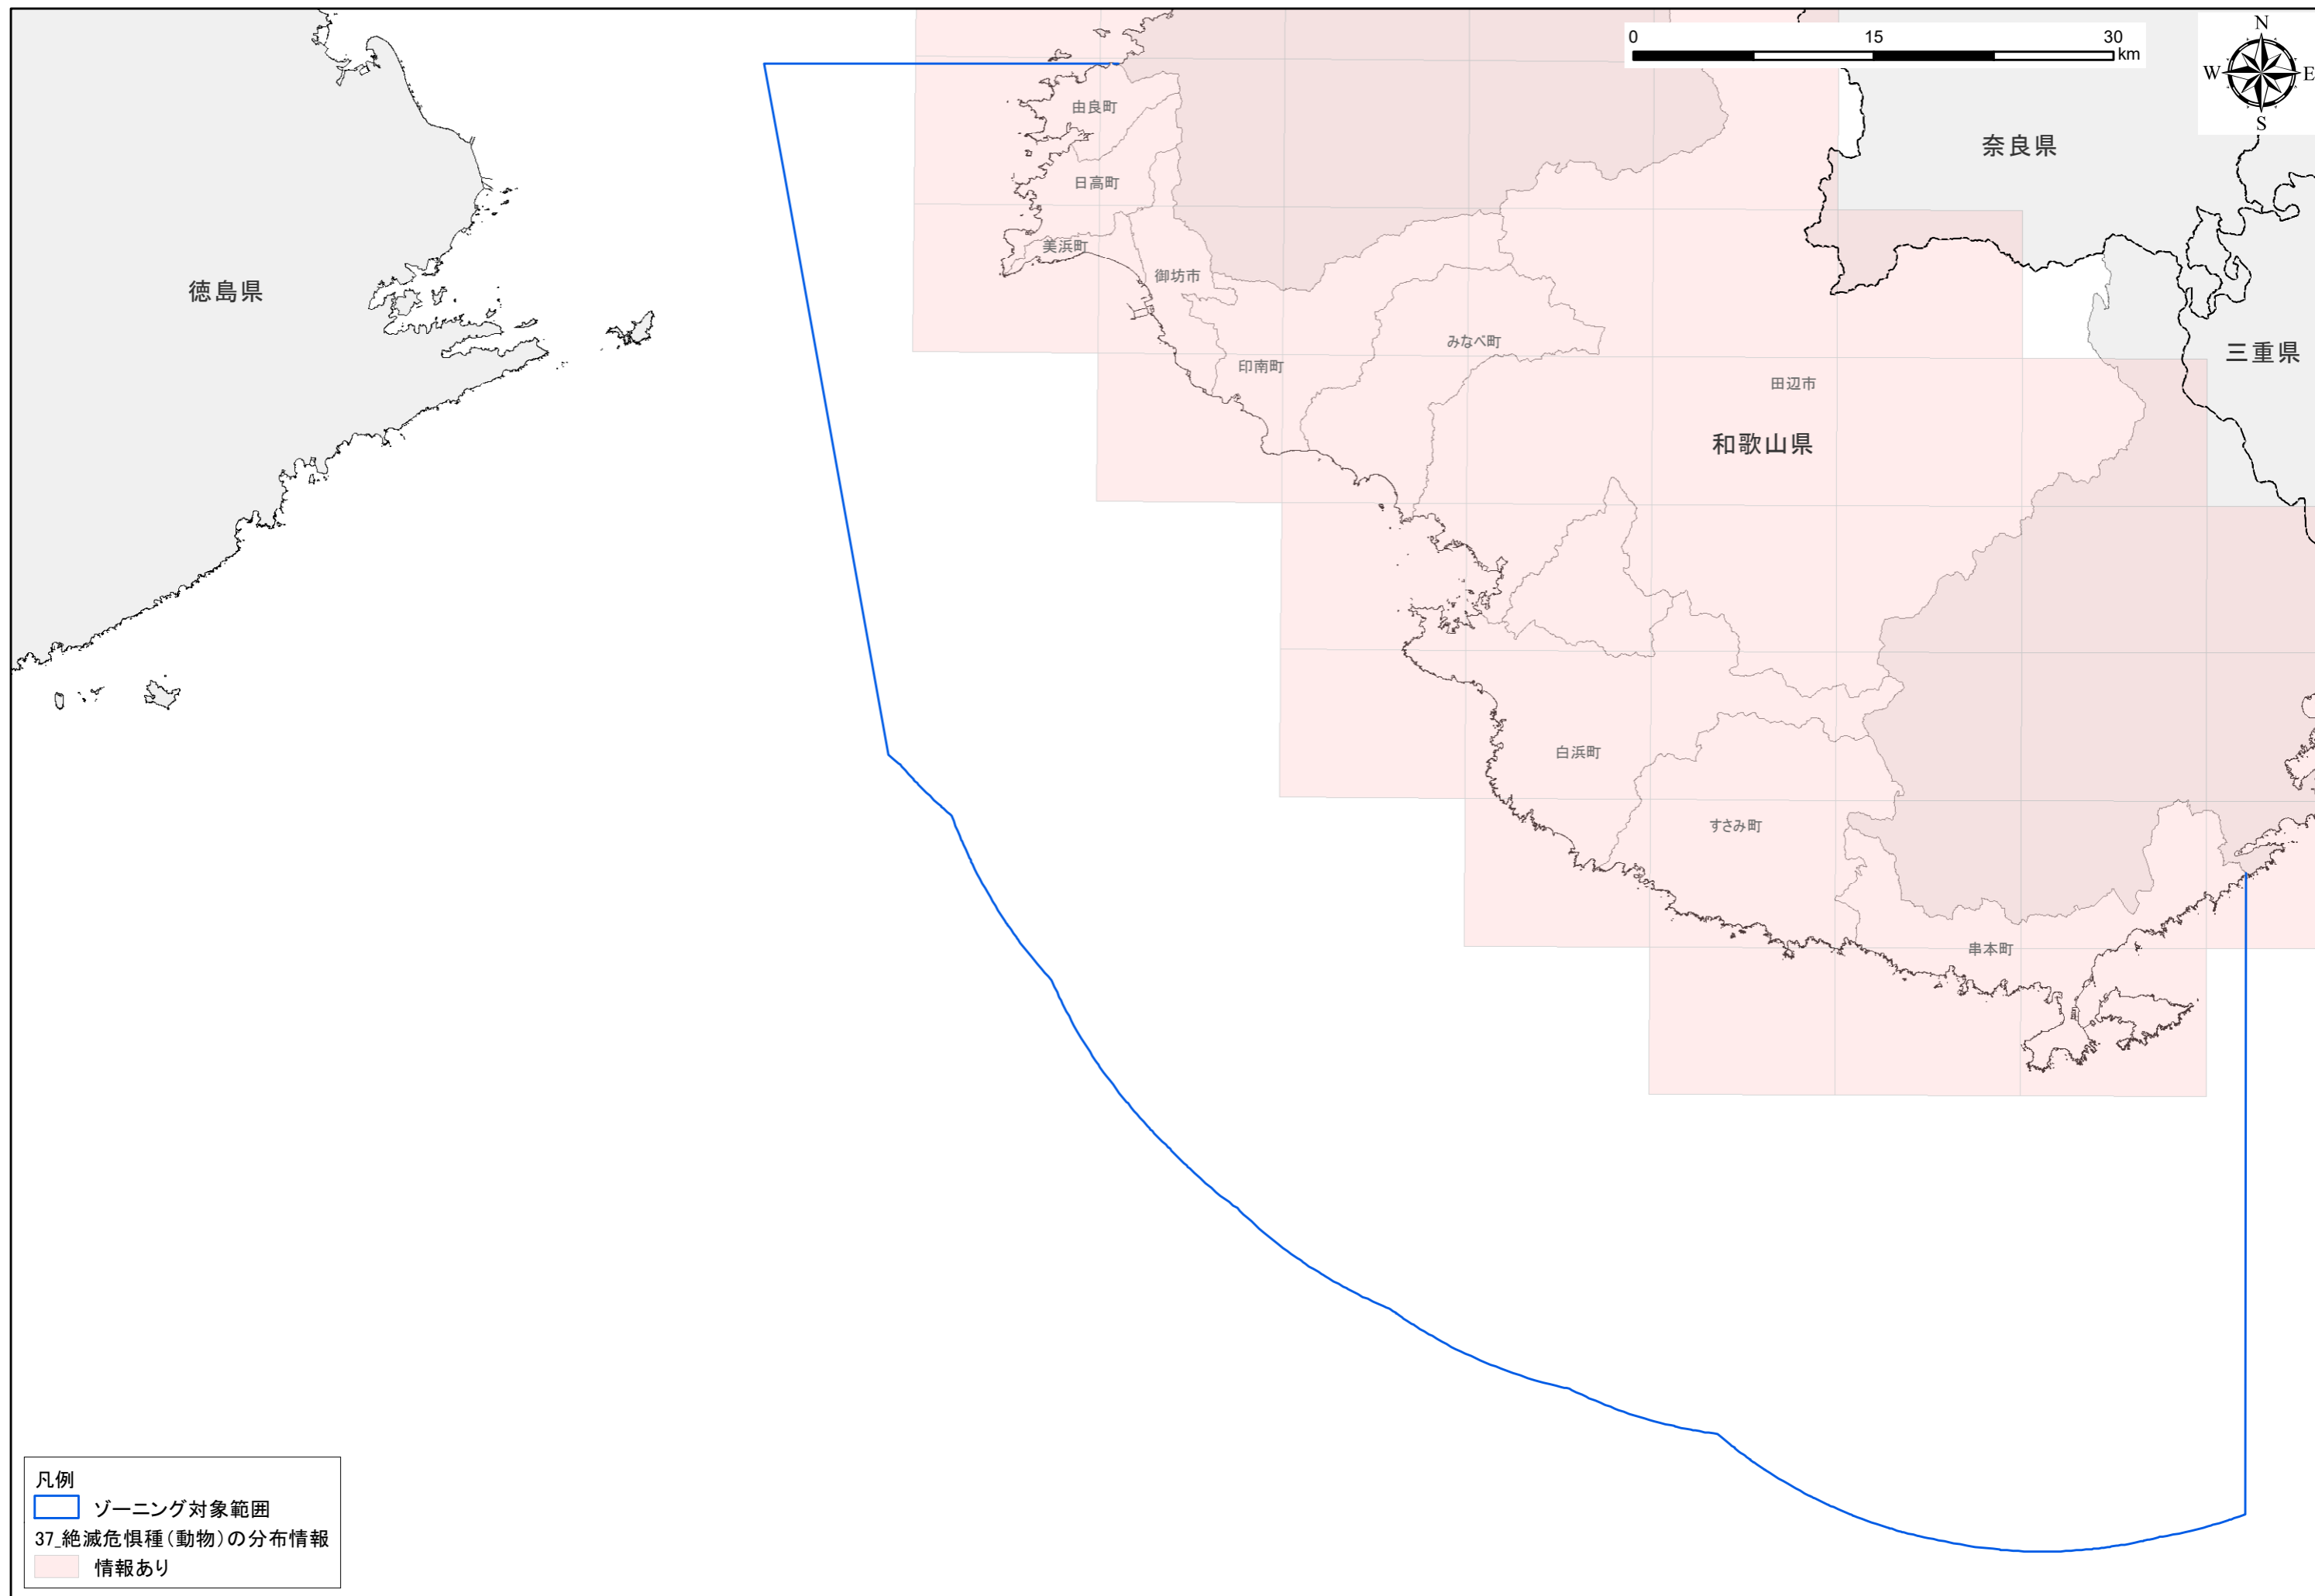 0 15 30
km
N
W E
S
由良町
奈良県
日高町
美浜町
御坊市
徳島県
みなべ町
三重県
印南町
田辺市
和歌山県
白浜町
すさみ町
串本町
凡例
ゾーニング対象範囲
37_絶滅危惧種(動物)の分布情報
情報あり